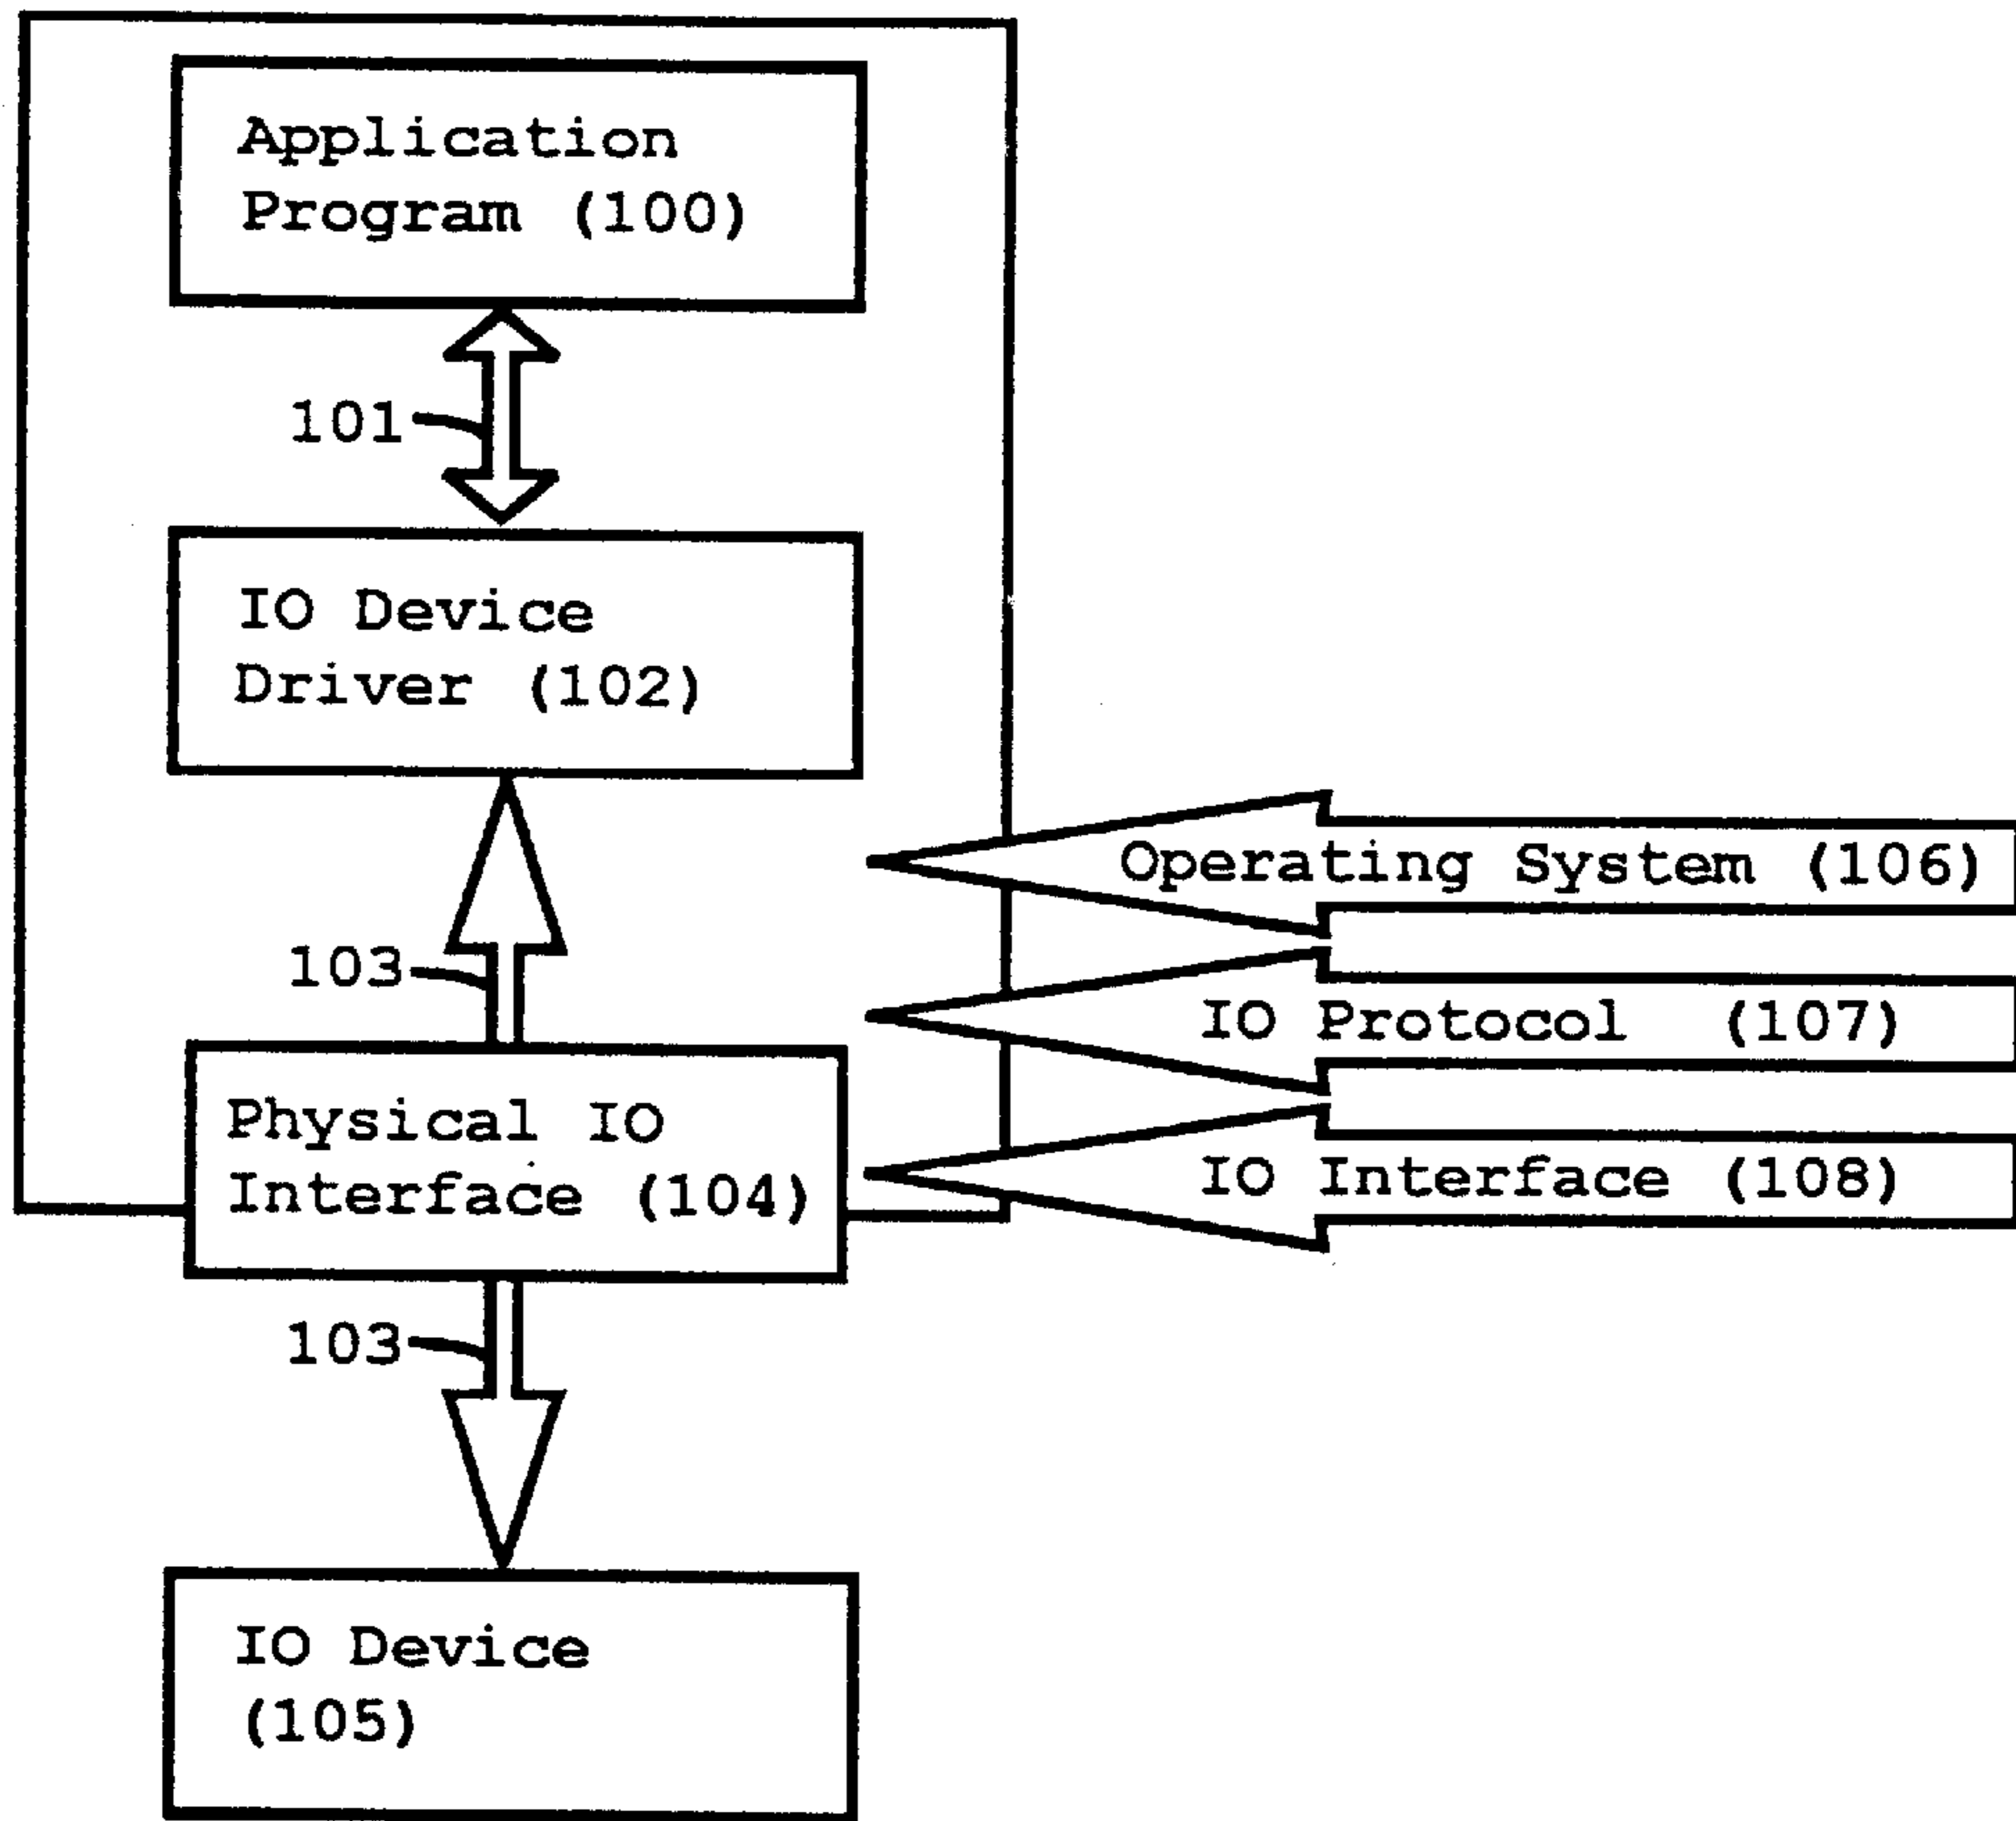 Application
Program (100)
101
IO Device
Driver (102)
Operating System (106)
103
IO Protocol (107)
Physical IO
Interface (104)
IO Interface (108)
103
IO Device
(105)